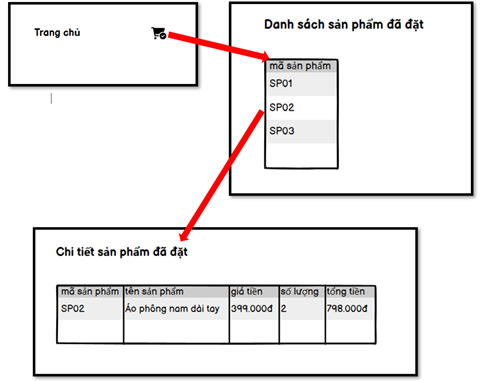 Trang chủ
Danh sách sản phẩm đã đặt
mã sản phẩm
SP01
SP02
SP03
Chi tiết sản phẩm đã đặt
mã sản phẩm tên sản phẩm giá tiền số lượng tổng tiền
SP02 Áo phông nam dài tay 399.000đ 2 798.000đ